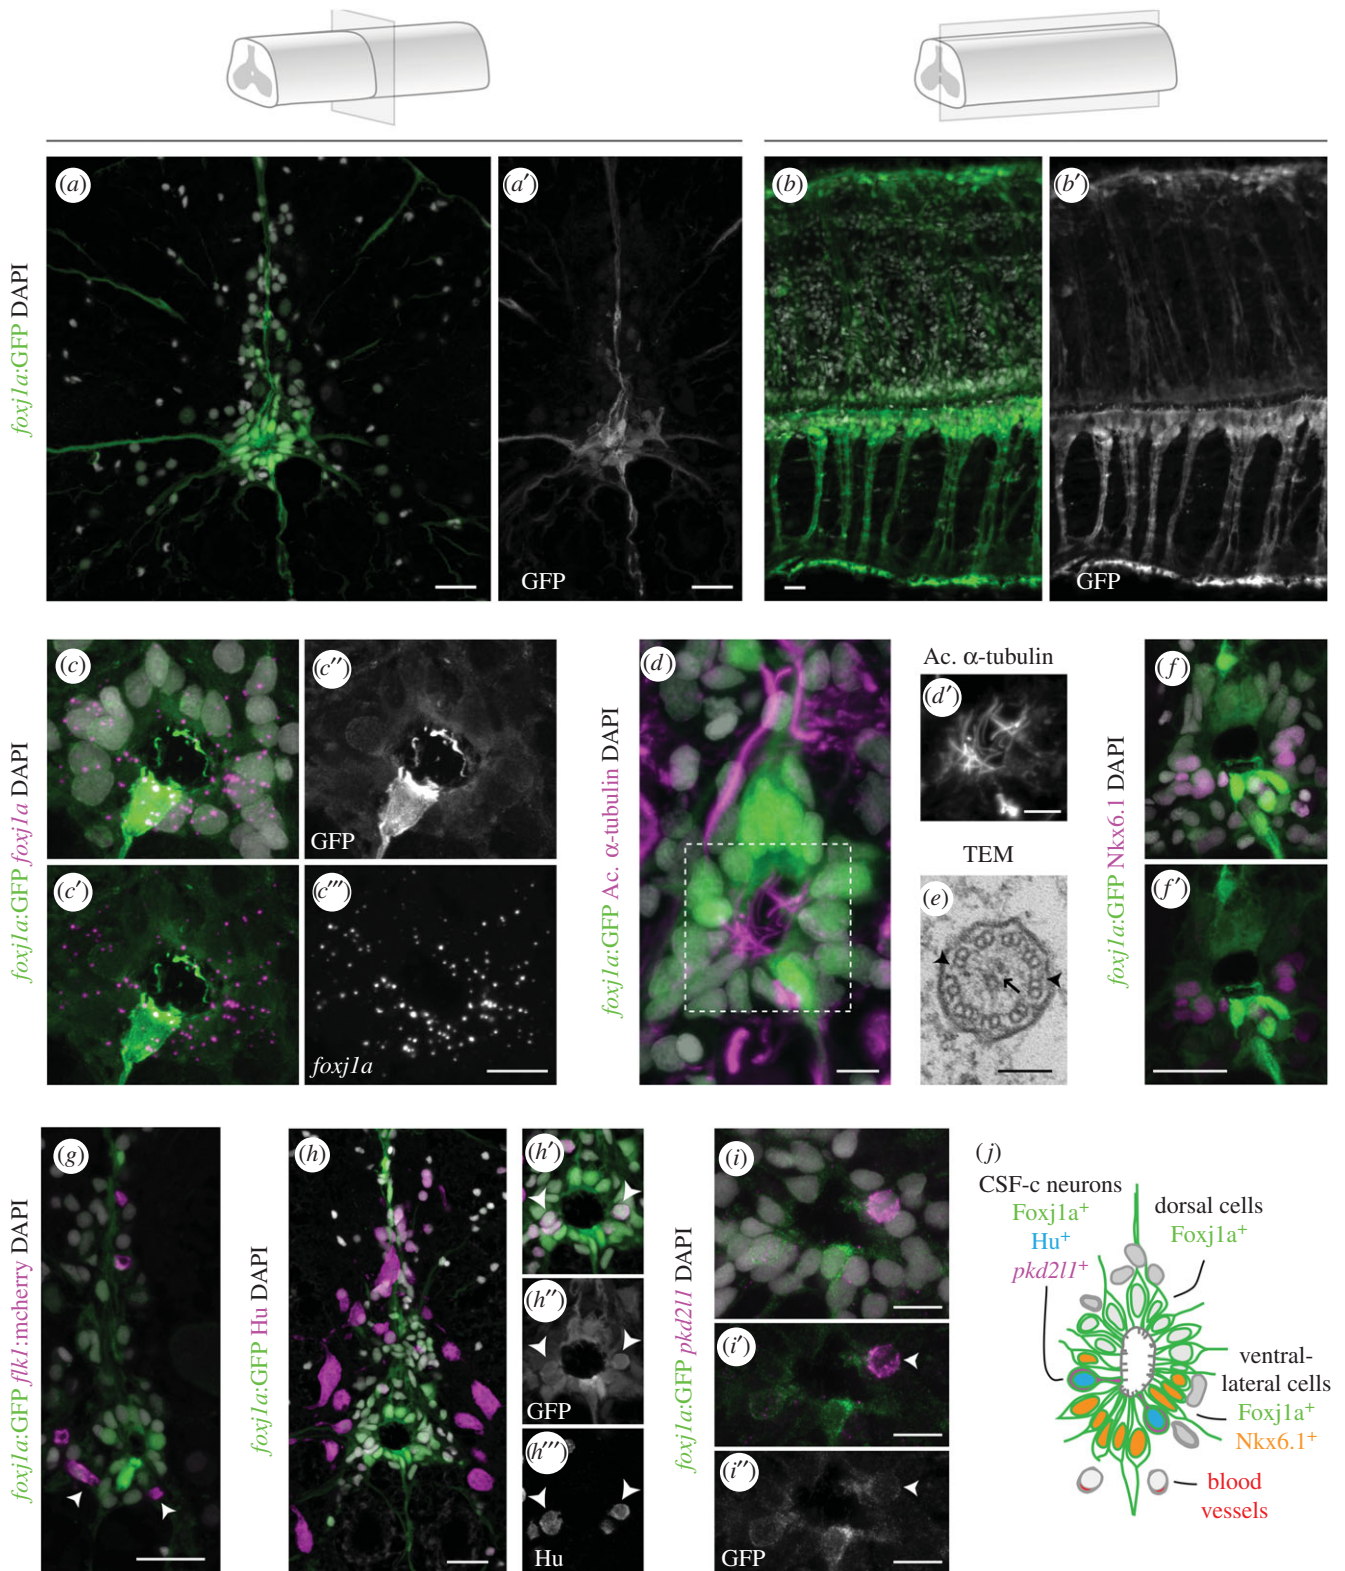 (a)
(a′)
GFP
(b)
(b′)
GFP
foxj1a:GFP DAPI
(c)
(c″)
GFP
(c′)
(c‴)
foxj1a
foxj1a:GFP foxj1a DAPI
(d)
foxj1a:GFP Ac. α-tubulin DAPI
Ac. α-tubulin
(d′)
TEM
(e)
(f)
(f′)
foxj1a:GFP Nkx6.1 DAPI
(g)
foxj1a:GFP flk1:mcherry DAPI
(h)
foxj1a:GFP Hu DAPI
(h′)
(h″)
GFP
(h‴)
Hu
(i)
(i′)
(i″)
GFP
foxj1a:GFP pkd2l1 DAPI
(j)
CSF-c neurons
Foxj1a+
Hu+
pkd2l1+
dorsal cells
Foxj1a+
ventral-
lateral cells
Foxj1a+
Nkx6.1+
blood
vessels